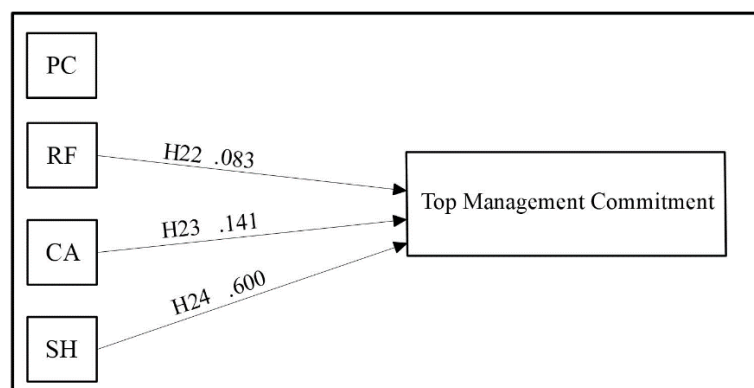 PC
RF
H22 .083
Top Management Commitment
CA
H23 .141
H24 .600
SH